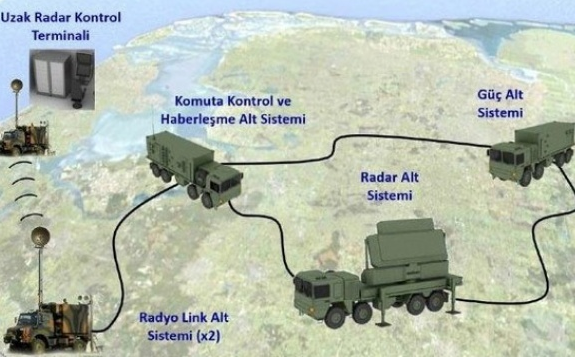 Uzak Radar Kontrol
Terminali
Komuta Kontrol ve
Haberleşme Alt Sistemi
Güç Alt
Sistemi
Radar Alt
Sistemi
Radyo Link Alt
Sistemi (x2)